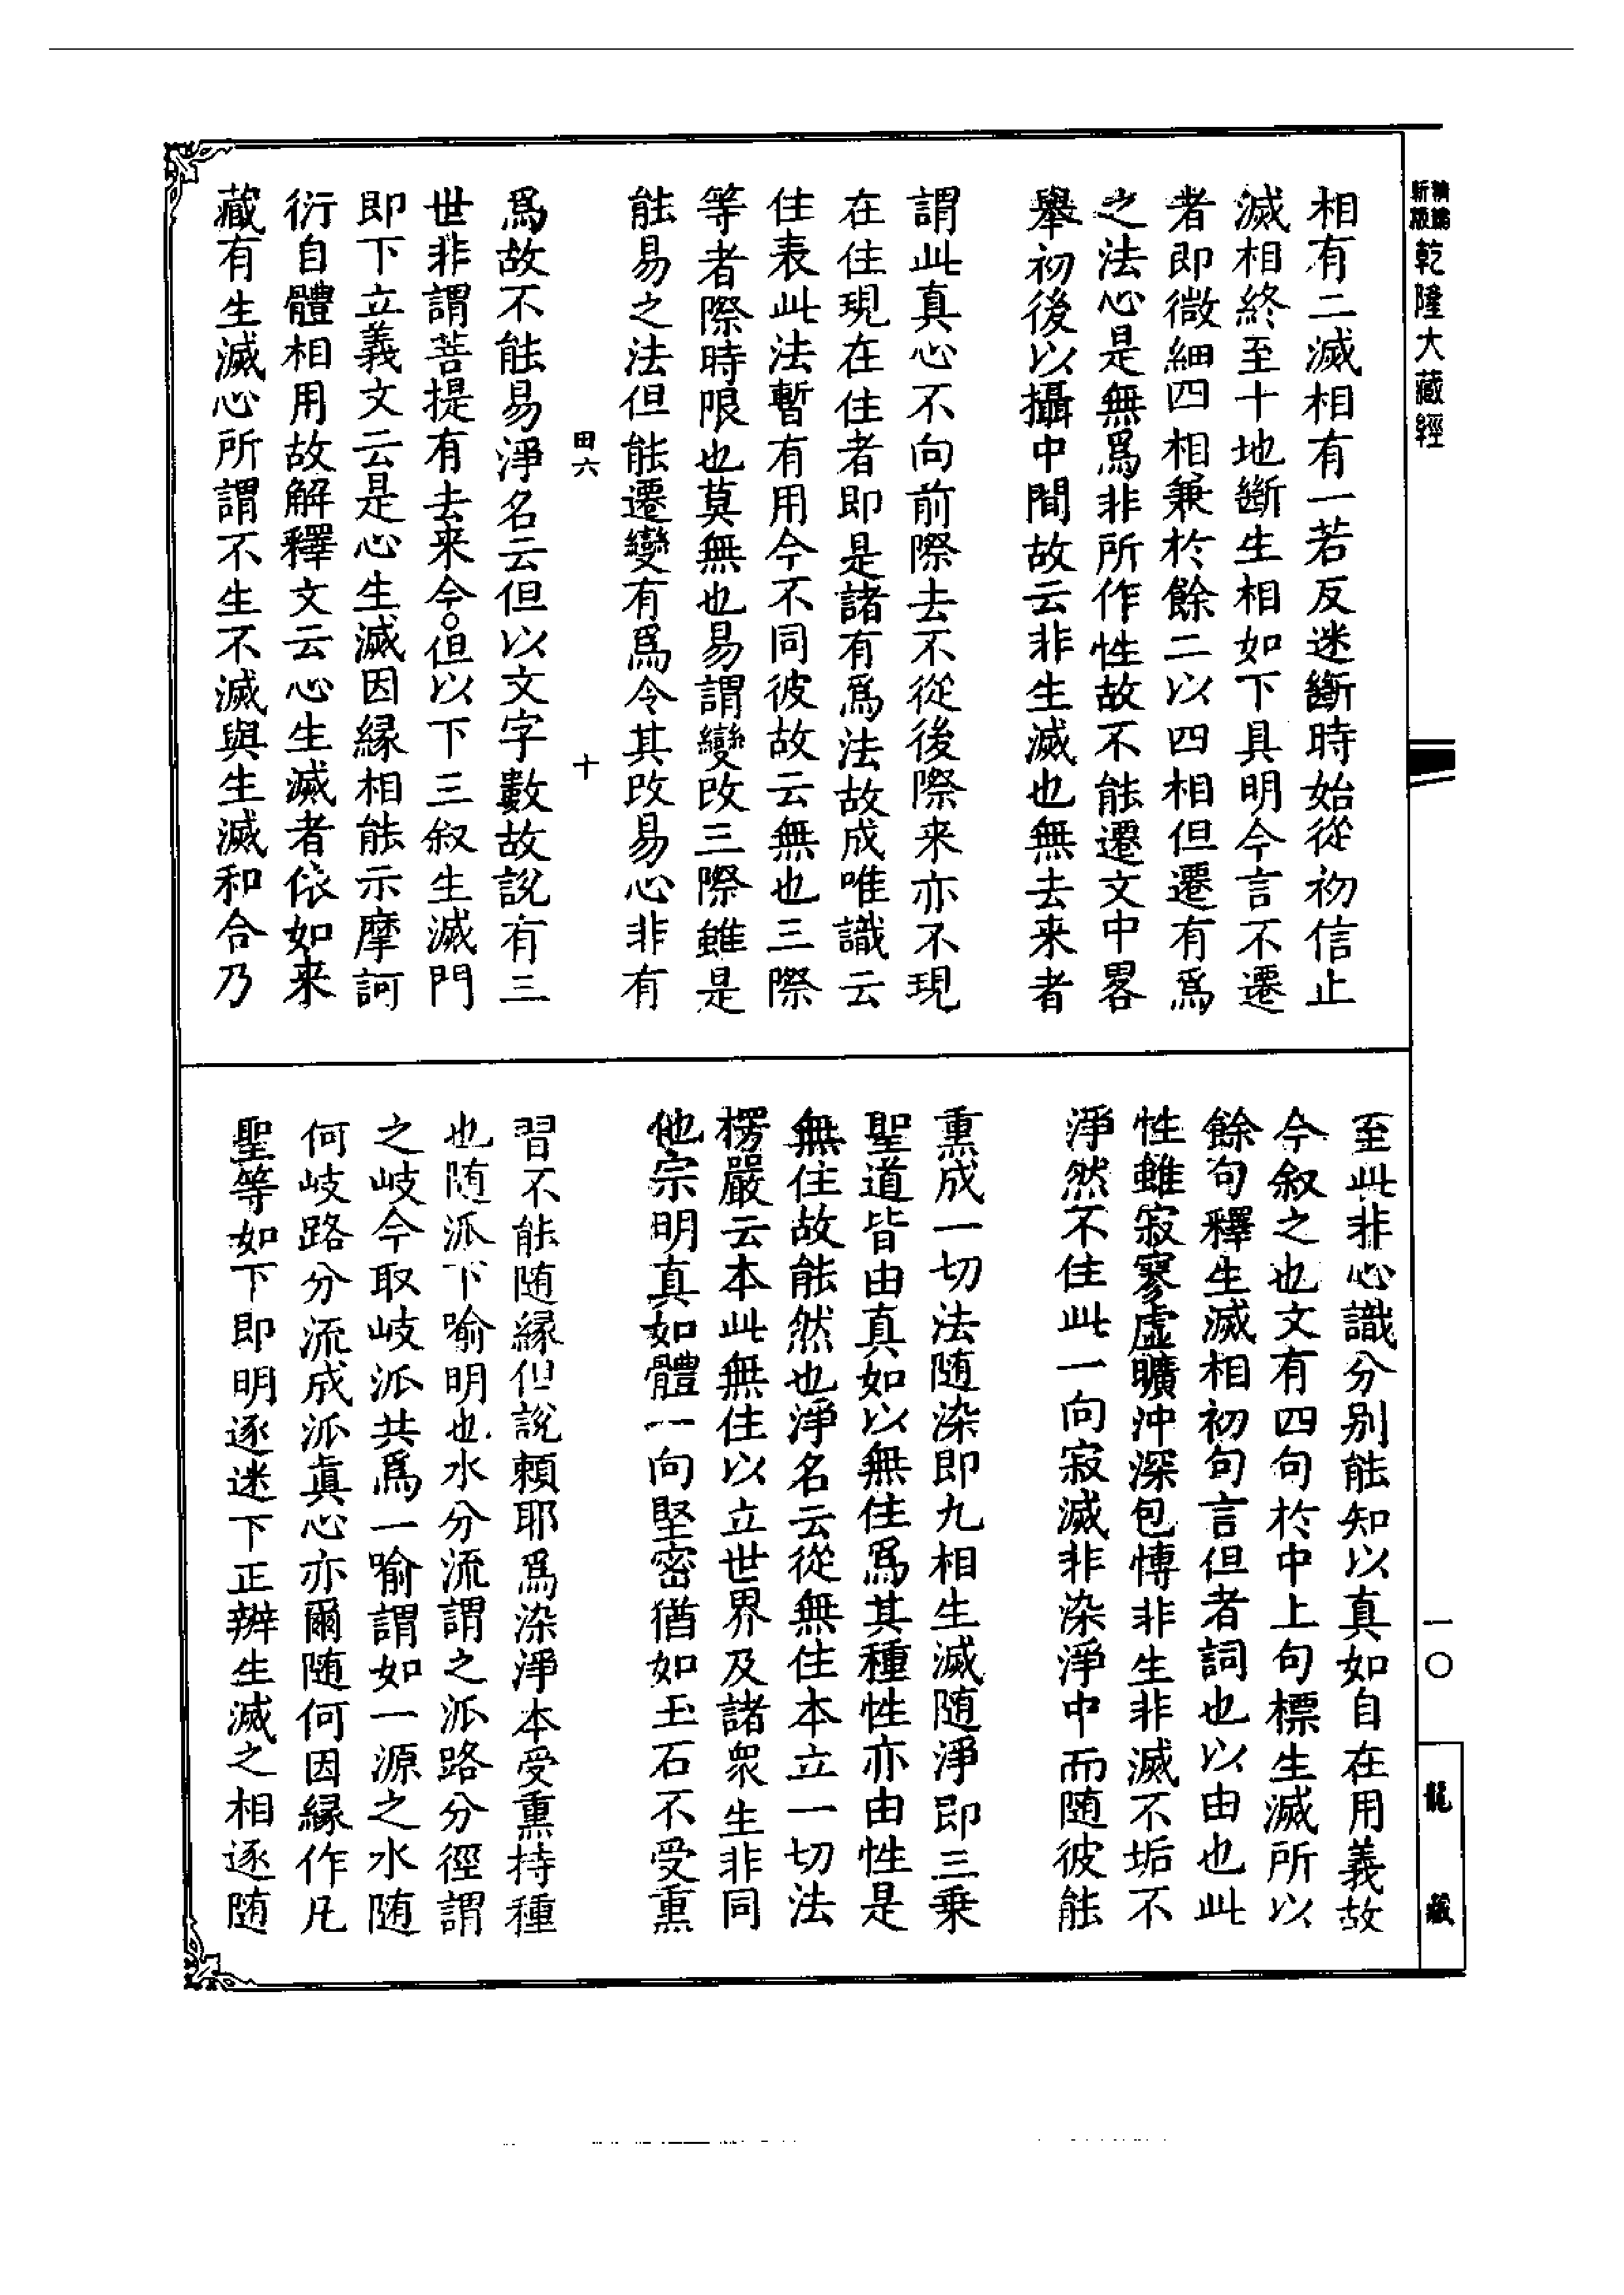 新編
新版
乾隆大藏經
相有二滅相有一若反迷斷時始從初信止
滅相終至十地斷生相如下具明今言不遷
者即微細四相兼於餘二以四相但遷有爲
之法心是無爲非所作性故不能遷文中畧
舉初後以攝中間故云非生滅也無去来者
謂此真心不向前際去不從後際来亦不現
在住現在住者即是諸有爲法故成唯識云
住表此法暫有用今不同彼故云無也三際
等者際時限也莫無也易謂變改三際雖是
能易之法但能遷變有爲令其改易心非有
田六
十
爲故不能易淨名云但以文字數故說有三
世非謂菩提有去来今。但以下三叙生滅門
即下立義文云是心生滅因緣相能示摩訶
衍自體相用故解釋文云心生滅者依如来
藏有生滅心所謂不生不滅與生滅和合乃
至此非心識分别能知以真如自在用義故
今叙之也文有四句於中上句標生滅所以
餘句釋生滅相初句言但者詞也以由也此
性雖寂寥虛曠沖深包愽非生非滅不垢不
淨然不住此一向寂滅非染淨中而随彼能
熏成一切法随染即九相生滅随淨即三乗
聖道皆由真如以無住爲其種性亦由性是
無住故能然也淨名云從無住本立一切法
楞嚴云本此無住以立世界及諸衆生非同
他宗明真如體一向堅密猶如玉石不受熏
習不能随縁但說頼耶爲染淨本受熏持種
也随派下喻明也水分流謂之派路分徑謂
之岐今取岐派共爲一喻謂如一源之水随
何岐路分流成派真心亦爾随何因緣作凡
聖等如下即明逐迷下正辨生滅之相逐随
一〇
龍藏